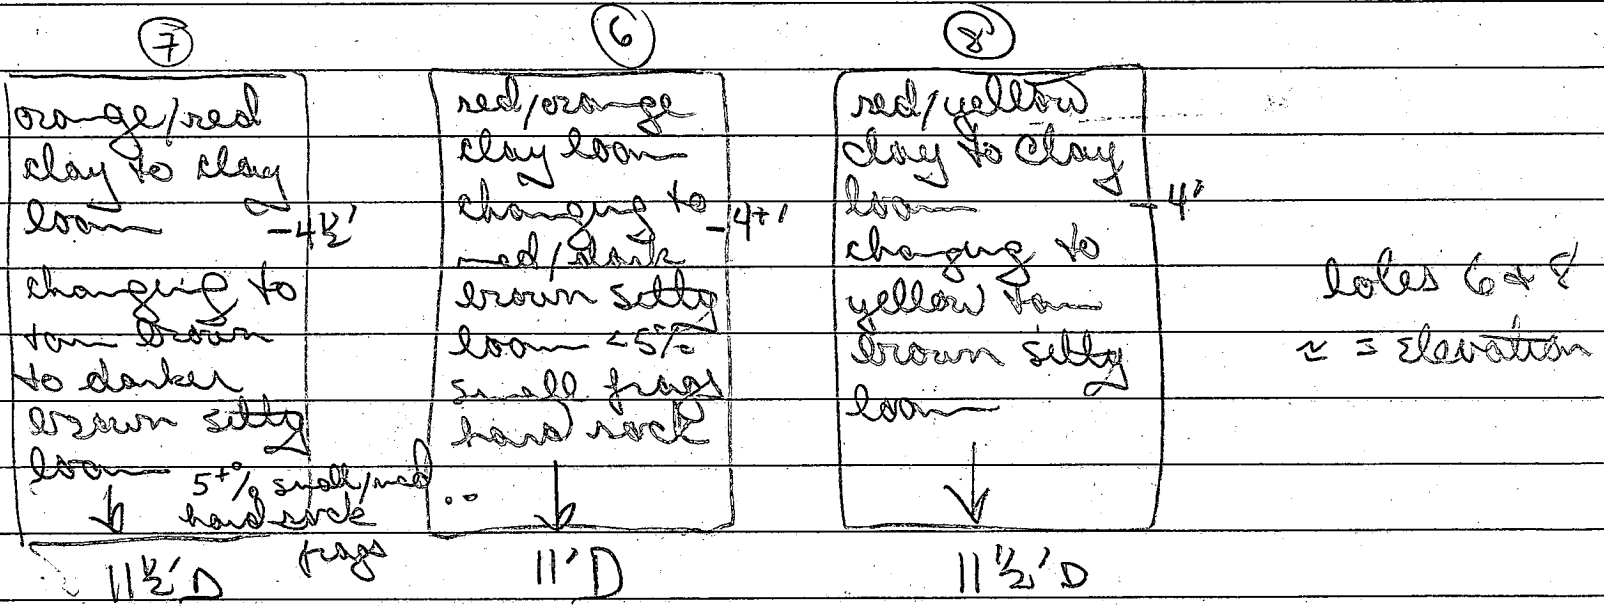 7
orange/red
clay to clay
loam -4½'
changing to
tan brown
to darker
brown silty
loam 5+% small/med
hard rock
frags
11½' D
6
red/orange
clay loam
changing to -4+'
med/dark
brown silty
loam <5%
small frags
hard rock
11' D
8
red/yellow
clay to clay
loam -4'
changing to
yellow tan
brown silty
loam
11½' D
holes 6 & 8
≈ = elevation